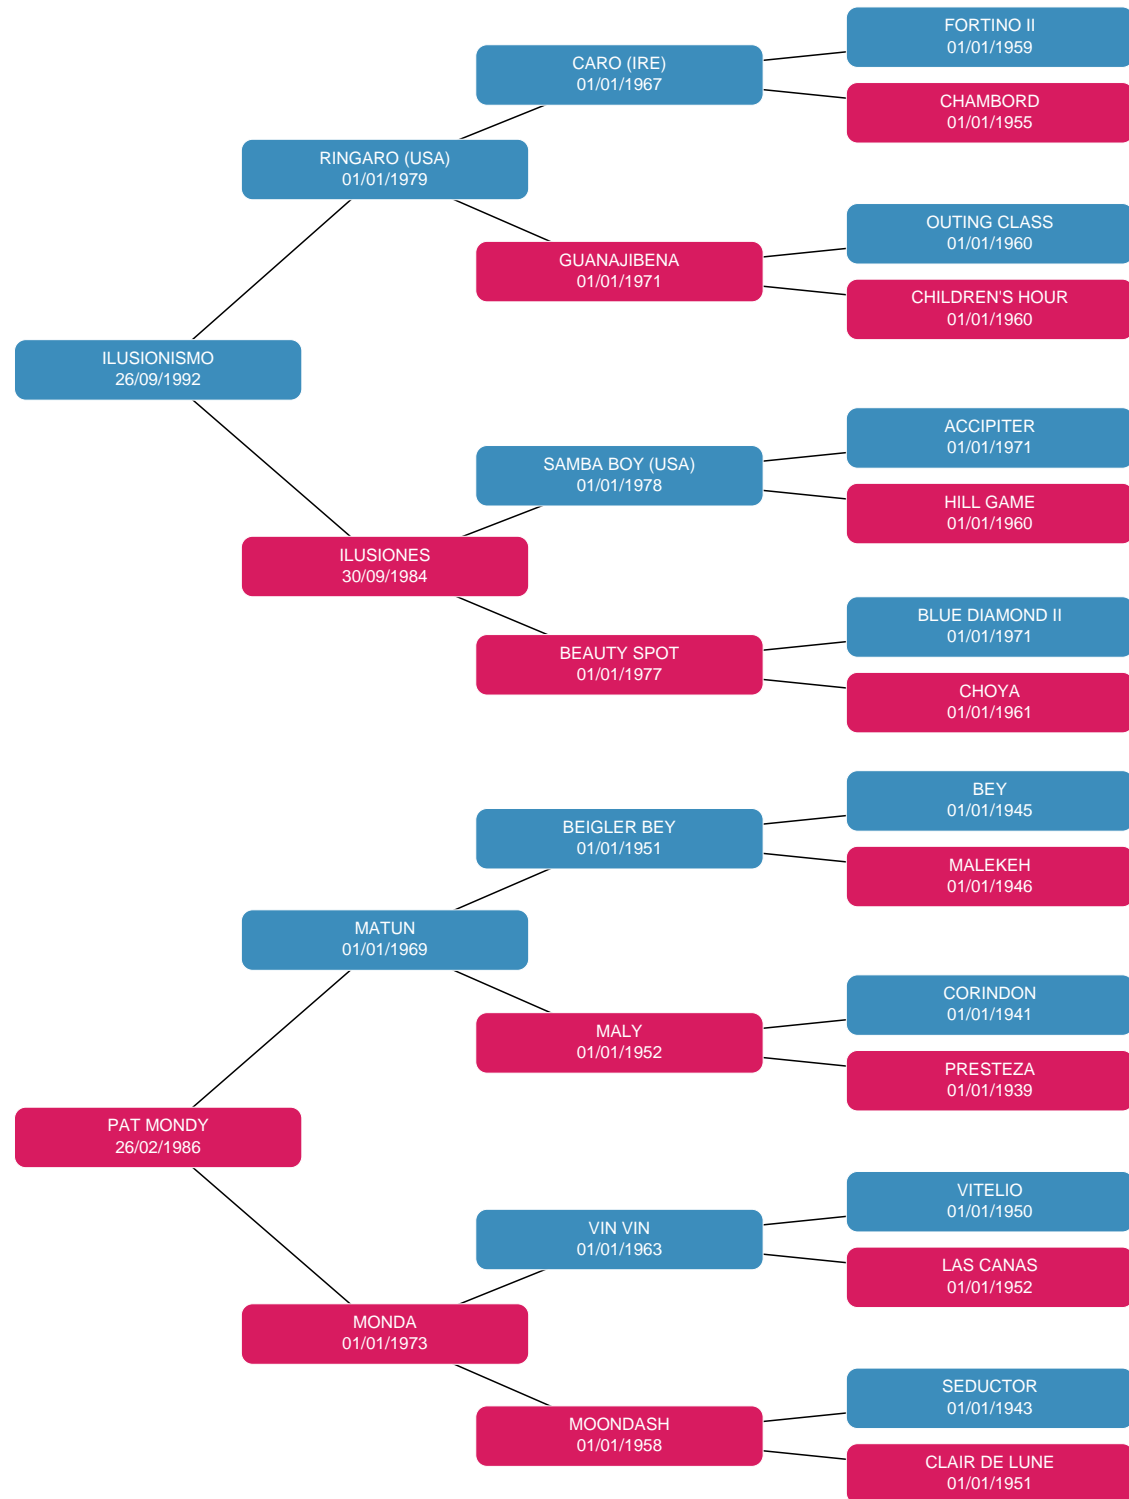 FORTINO II
01/01/1959
CARO (IRE)
01/01/1967
CHAMBORD
01/01/1955
RINGARO (USA)
01/01/1979
OUTING CLASS
01/01/1960
GUANAJIBENA
01/01/1971
CHILDREN'S HOUR
01/01/1960
ILUSIONISMO
26/09/1992
ACCIPITER
01/01/1971
SAMBA BOY (USA)
01/01/1978
HILL GAME
01/01/1960
ILUSIONES
30/09/1984
BLUE DIAMOND II
01/01/1971
BEAUTY SPOT
01/01/1977
CHOYA
01/01/1961
BEY
01/01/1945
BEIGLER BEY
01/01/1951
MALEKEH
01/01/1946
MATUN
01/01/1969
CORINDON
01/01/1941
MALY
01/01/1952
PRESTEZA
01/01/1939
PAT MONDY
26/02/1986
VITELIO
01/01/1950
VIN VIN
01/01/1963
LAS CANAS
01/01/1952
MONDA
01/01/1973
SEDUCTOR
01/01/1943
MOONDASH
01/01/1958
CLAIR DE LUNE
01/01/1951